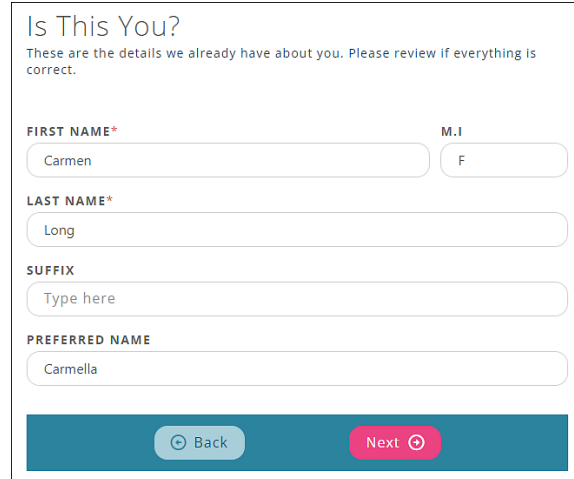 Is This You?
These are the details we already have about you. Please review if everything is
correct.
FIRST NAME* M.I
Carmen F
LAST NAME*
Long
SUFFIX
Type here
PREFERRED NAME
Carmella
Back Next